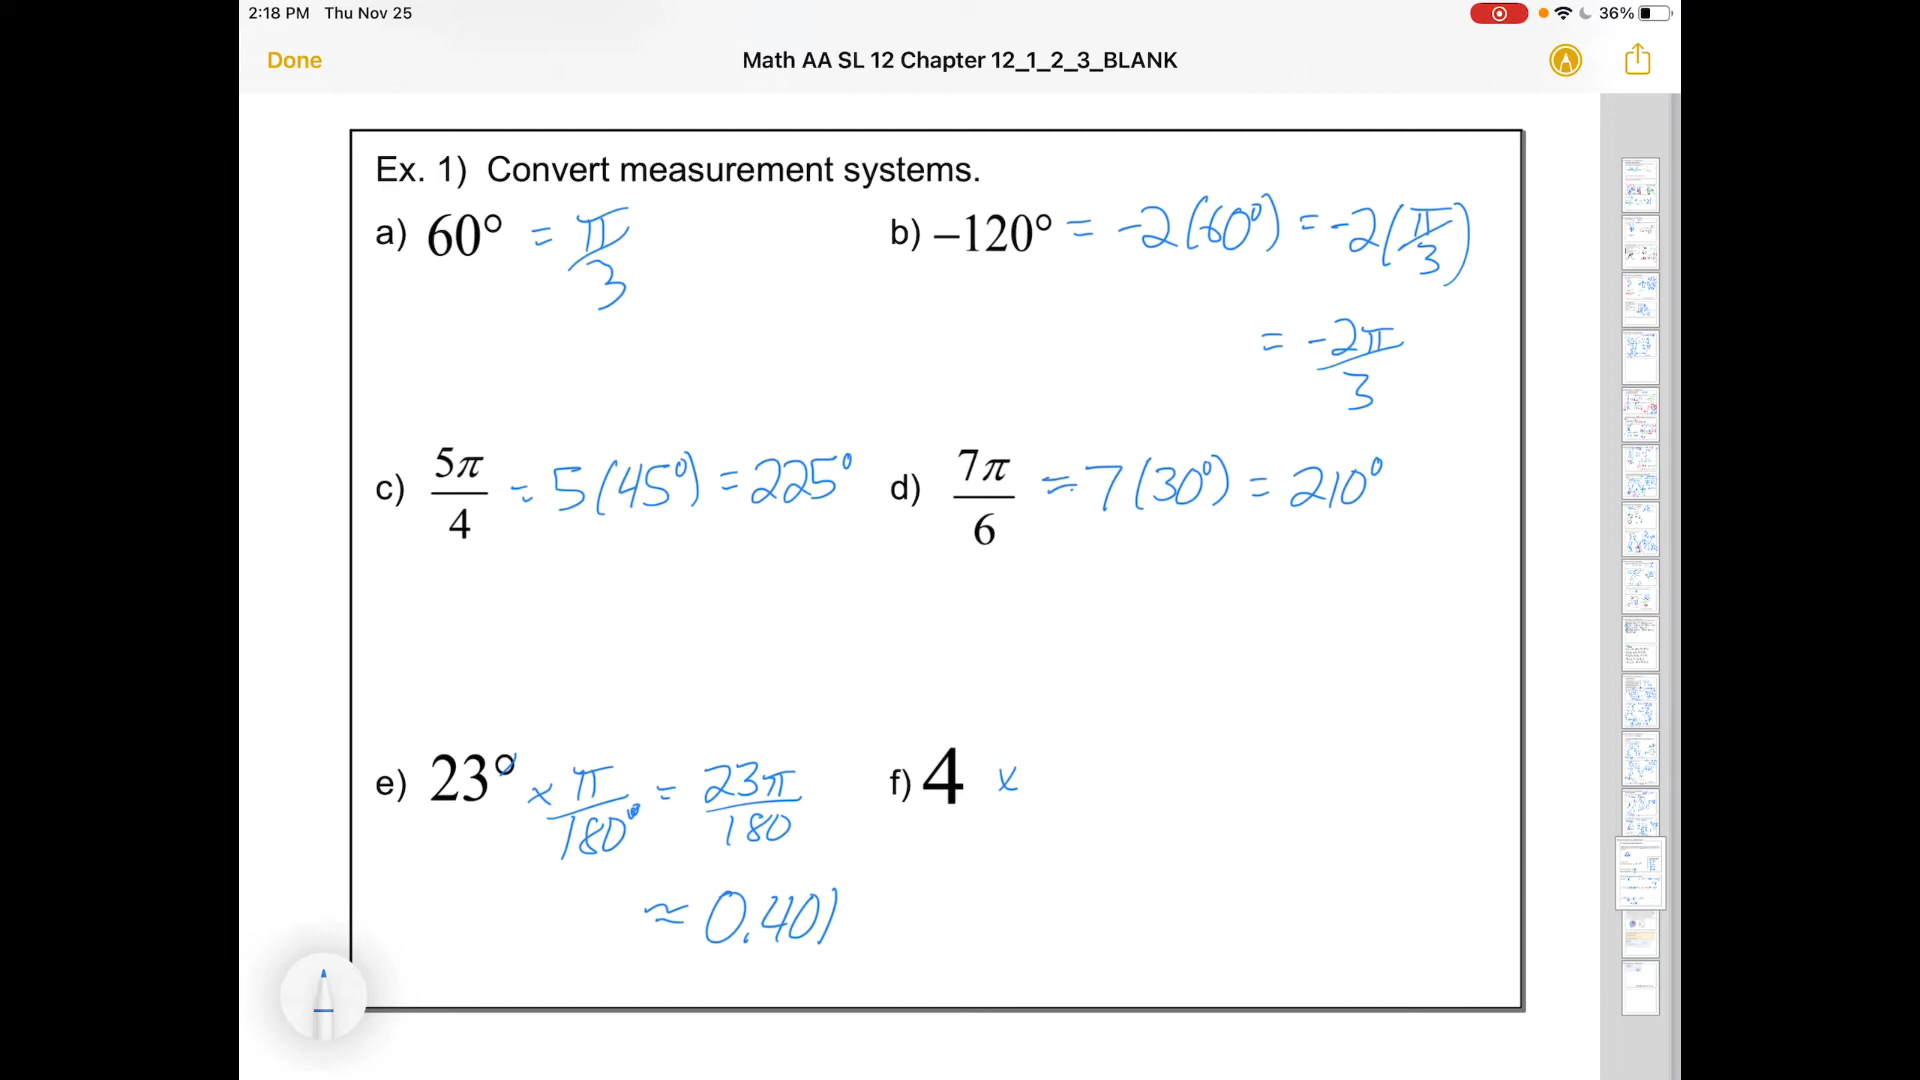 2:18 PM Thu Nov 25
36%
Done
Math AA SL 12 Chapter 12_1_2_3_BLANK
Ex. 1) Convert measurement systems.
a) 60° = π/3
b) –120° = -2(60°) = -2(π/3)
= -2π/3
c) 5π/4 = 5(45°) = 225°
d) 7π/6 = 7(30°) = 210°
e) 23° × π/180° = 23π/180
≈ 0.401
f) 4 ×